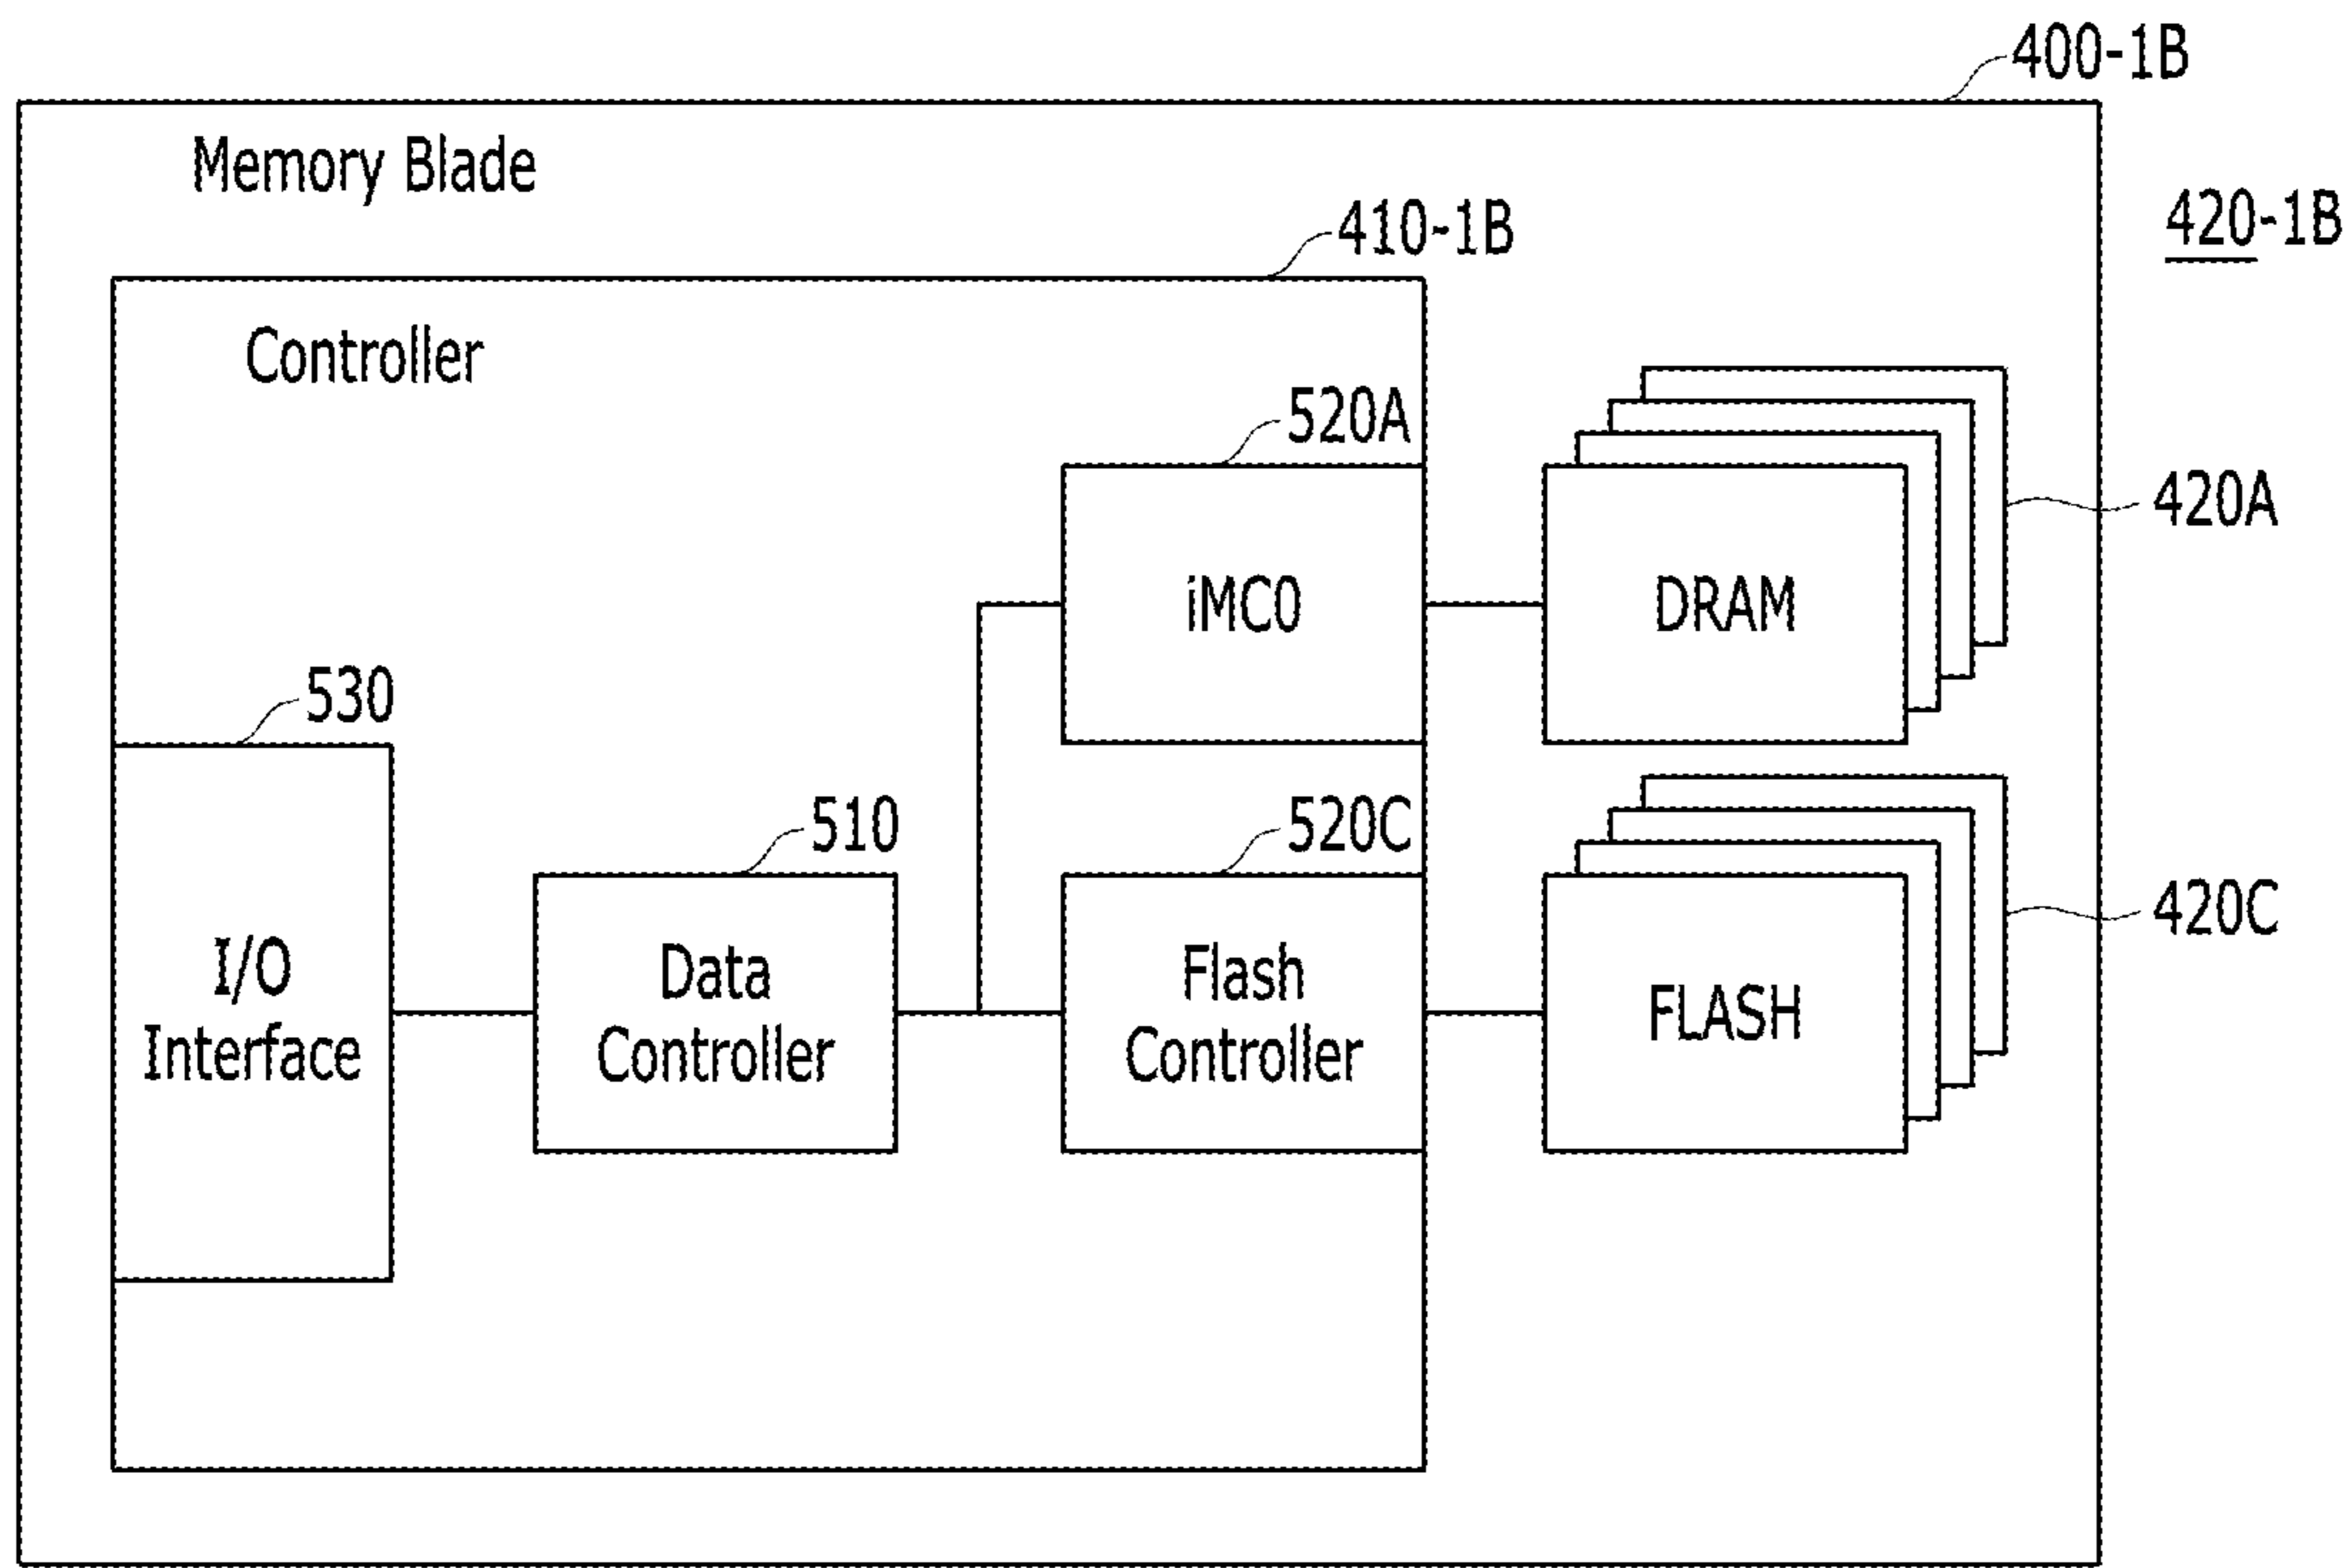 400-1B
Memory Blade
420-1B
410-1B
Controller
520A
420A
iMC0
DRAM
530
510
520C
420C
I/O
Interface
Data
Controller
Flash
Controller
FLASH